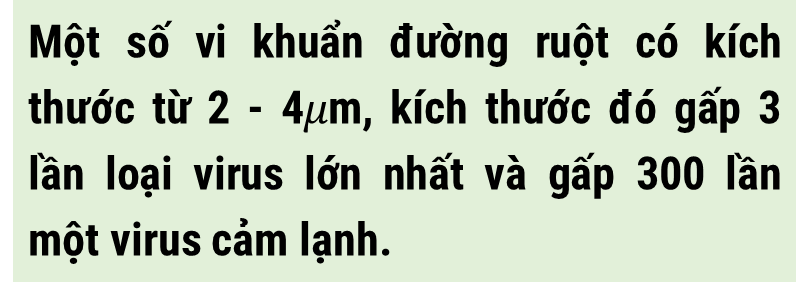 Một số vi khuẩn đường ruột có kích
thước từ 2 - 4μm, kích thước đó gấp 3
lần loại virus lớn nhất và gấp 300 lần
một virus cảm lạnh.